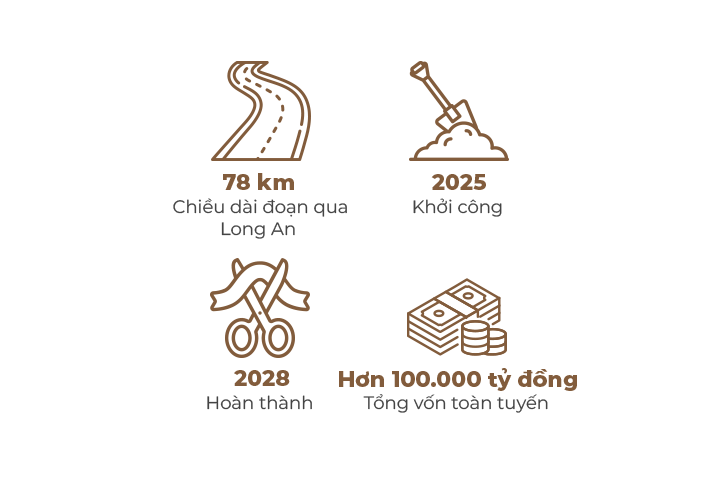 78 km
Chiều dài đoạn qua
Long An
2025
Khởi công
2028
Hoàn thành
Hơn 100.000 tỷ đồng
Tổng vốn toàn tuyến